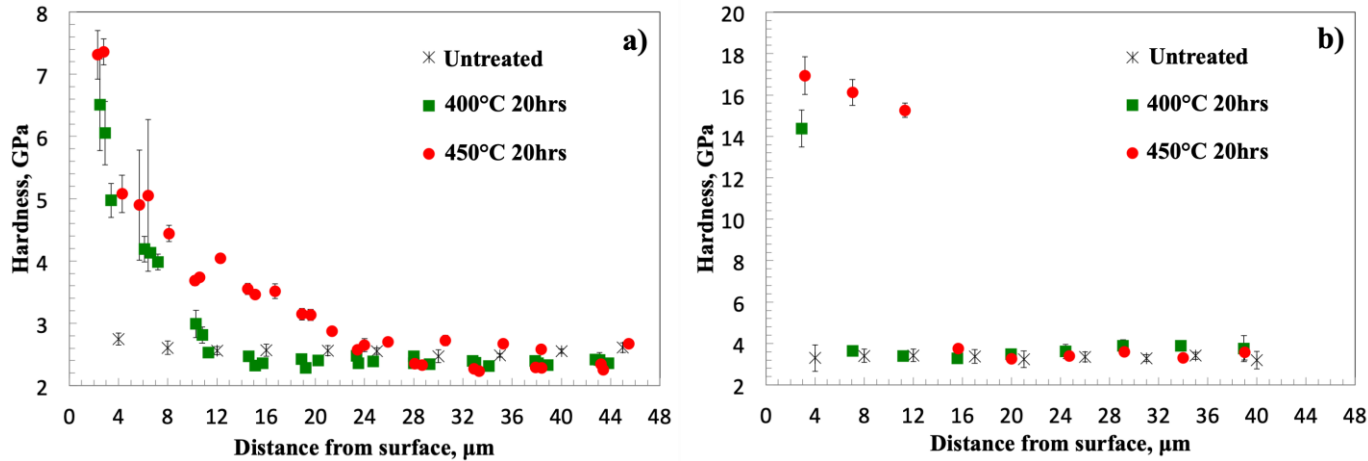 a)
Untreated
400°C 20hrs
450°C 20hrs
Hardness, GPa
8
7
6
5
4
3
2
0 4 8 12 16 20 24 28 32 36 40 44 48
Distance from surface, µm
b)
Untreated
400°C 20hrs
450°C 20hrs
Hardness, GPa
20
18
16
14
12
10
8
6
4
2
0 4 8 12 16 20 24 28 32 36 40 44 48
Distance from surface, µm